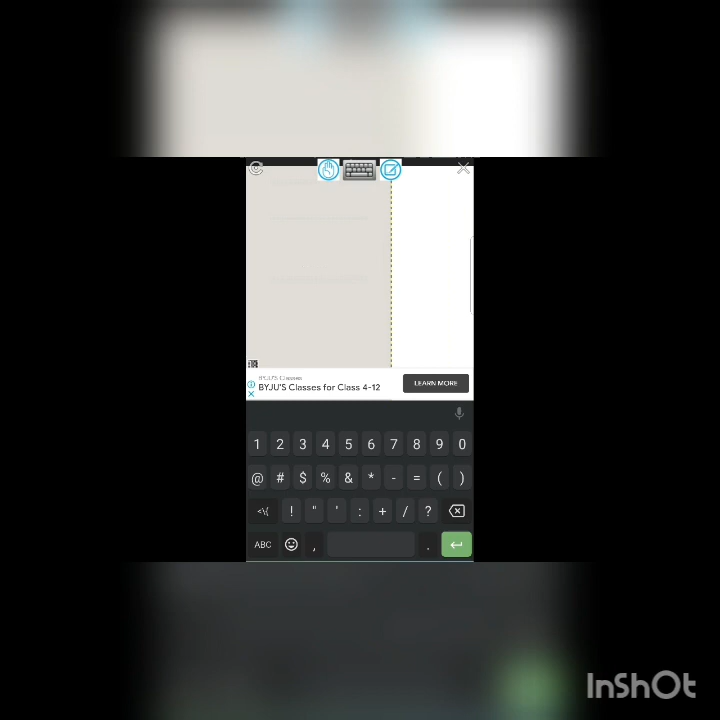 BYJU'S Classes
BYJU'S Classes for Class 4-12
LEARN MORE
1 2 3 4 5 6 7 8 9 0
@ # $ % & * - = ( )
<\{ ! " ' : + / ?
ABC , .
InShOt